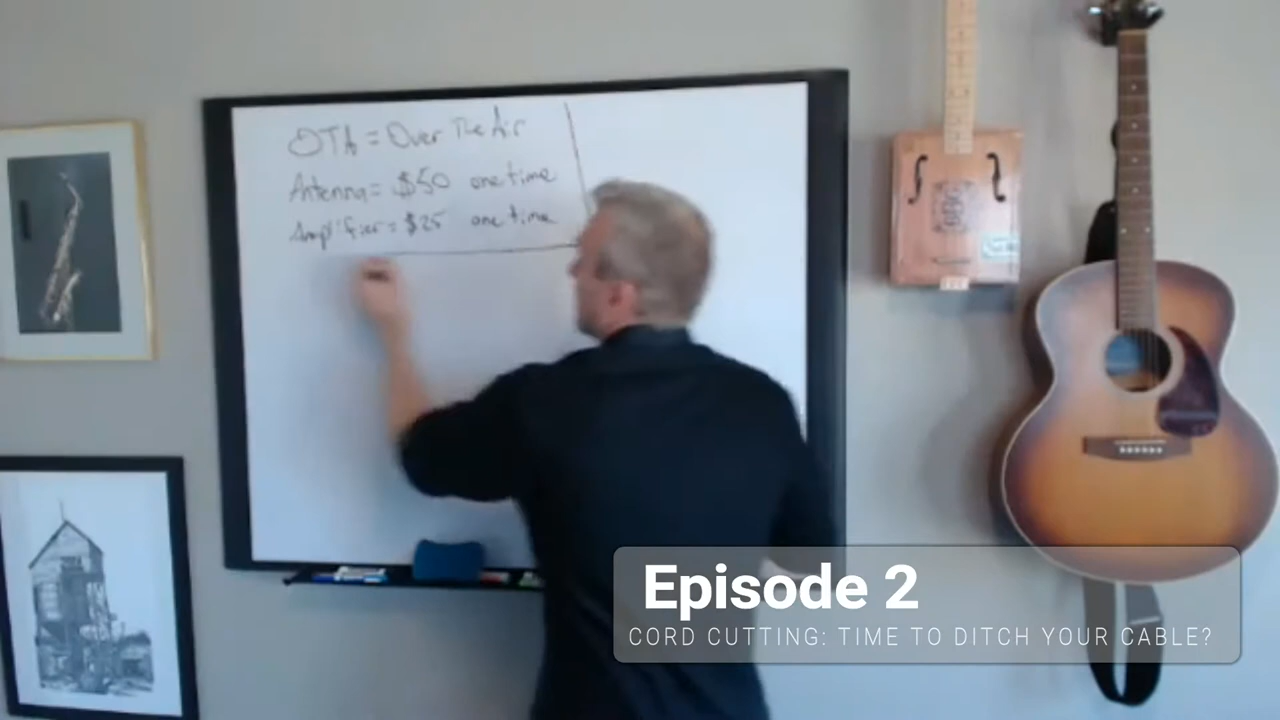 OTA = Over The Air
Antenna = $50 one time
Amplifier = $25 one time
Episode 2
CORD CUTTING: TIME TO DITCH YOUR CABLE?